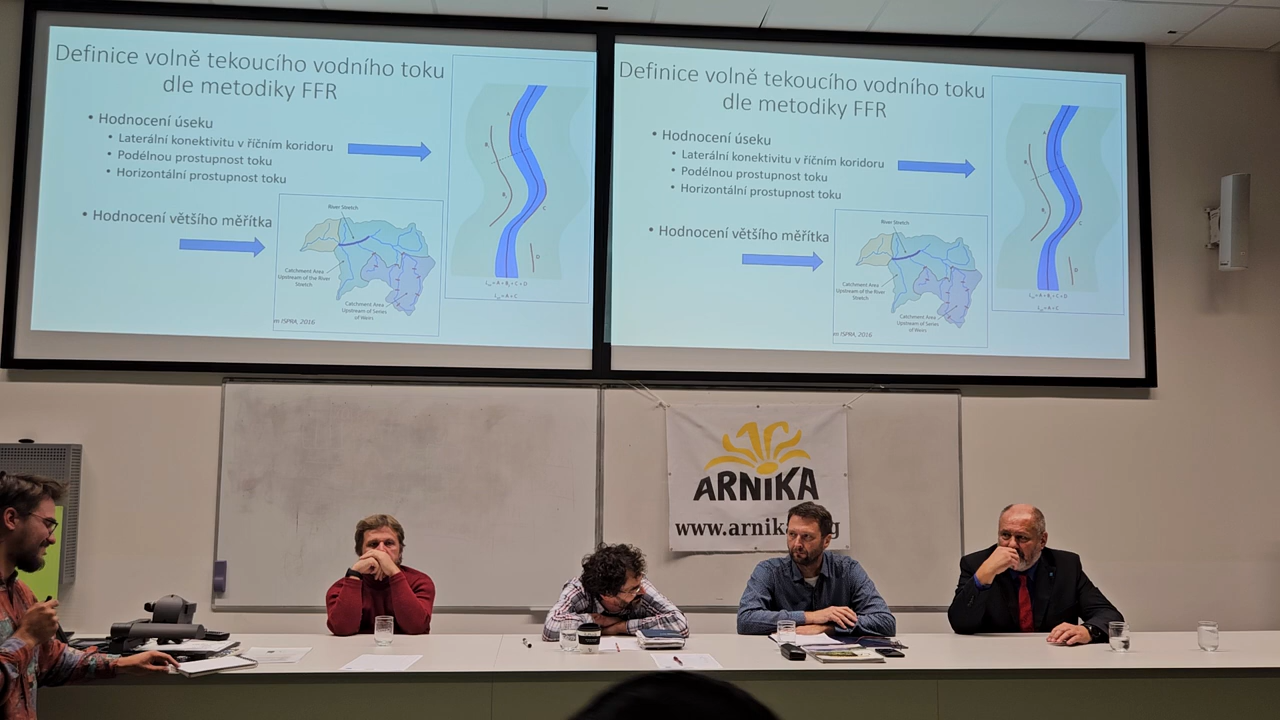 Definice volně tekoucího vodního toku
dle metodiky FFR
• Hodnocení úseku
• Laterální konektivitu v říčním koridoru
• Podélnou prostupnost toku
• Horizontální prostupnost toku
• Hodnocení většího měřítka
River Stretch
Catchment Area
Upstream of the River
Stretch
Catchment Area
Upstream of Series
of Weirs
ISPRA, 2016
A
C
D
Definice volně tekoucího vodního toku
dle metodiky FFR
• Hodnocení úseku
• Laterální konektivitu v říčním koridoru
• Podélnou prostupnost toku
• Horizontální prostupnost toku
• Hodnocení většího měřítka
River Stretch
Catchment Area
Upstream of the River
Stretch
Catchment Area
Upstream of Series
of Weirs
ISPRA, 2016
A
C
D
ARNIKA
www.arnika